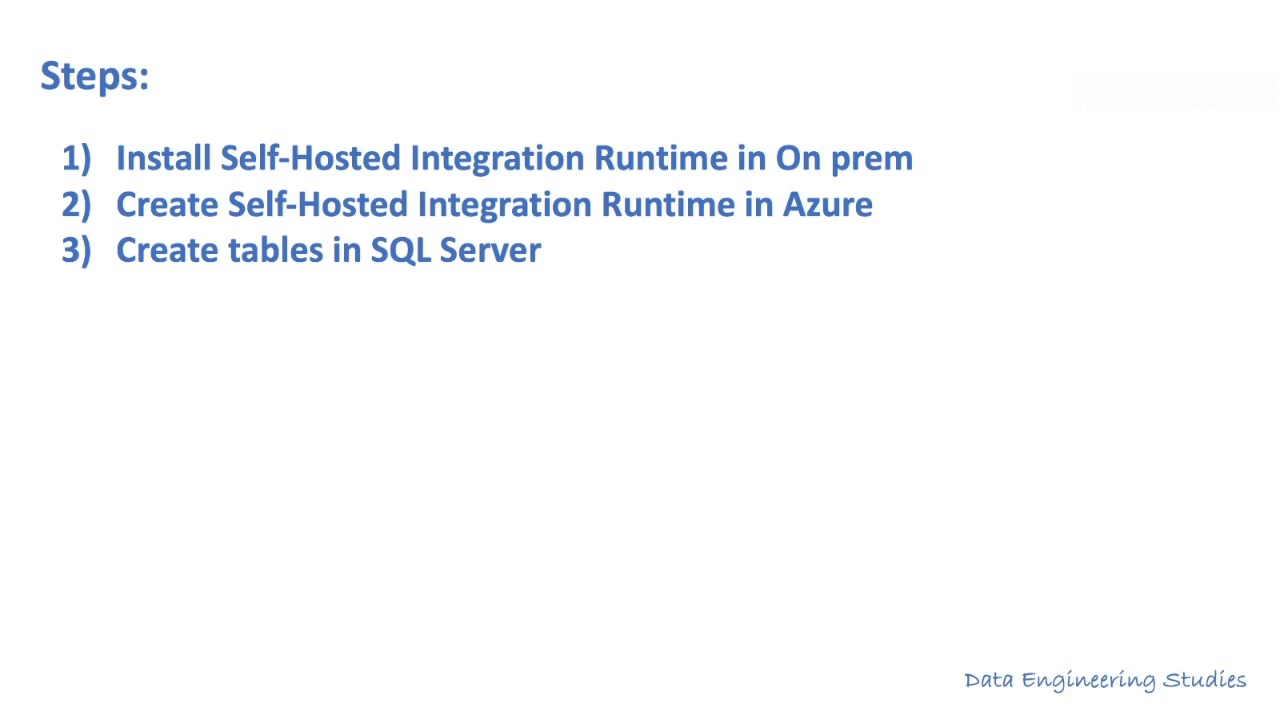 Steps:
1) Install Self-Hosted Integration Runtime in On prem
2) Create Self-Hosted Integration Runtime in Azure
3) Create tables in SQL Server
Data Engineering Studies